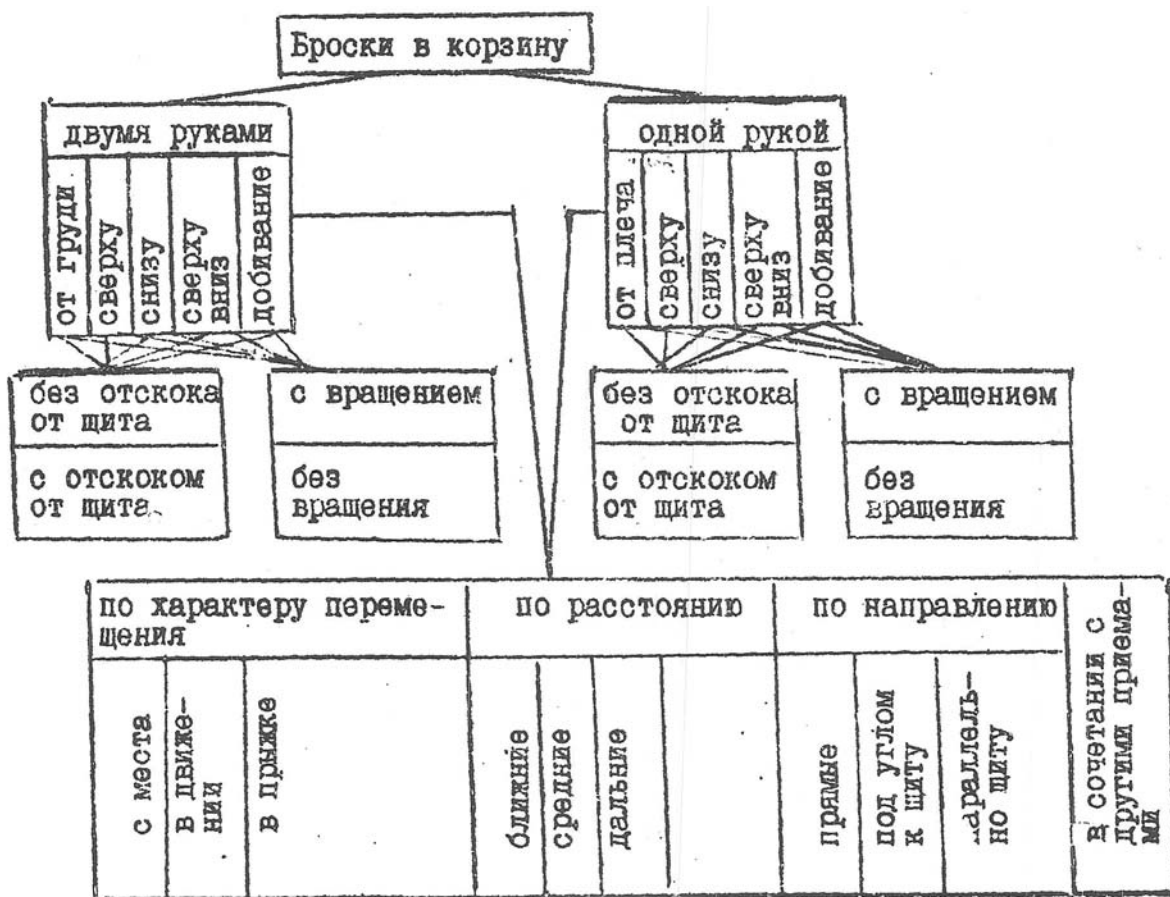 Броски в корзину
двумя руками
от груди
сверху
снизу
сверху
вниз
добивание
одной рукой
от плеча
сверху
снизу
сверху
вниз
добивание
без отскока
от щита
с отскоком
от щита
с вращением
без
вращения
без отскока
от щита
с отскоком
от щита
с вращением
без
вращения
по характеру переме-
щения
с места
в движе-
нии
в прыжке
по расстоянию
ближние
средние
дальние
по направлению
прямые
под углом
к щиту
параллель-
но щиту
в сочетании с
другими приема-
ми